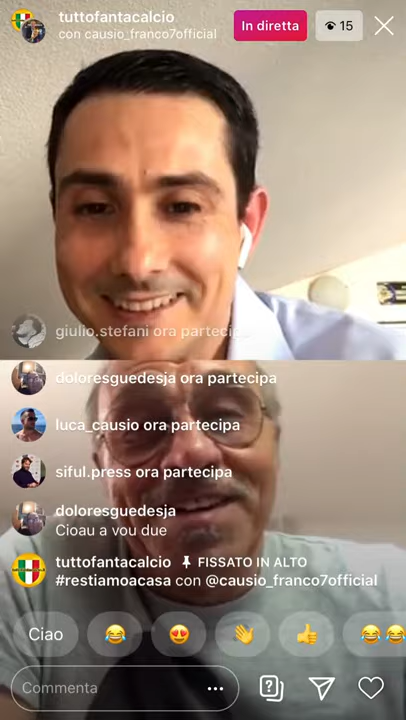 tuttofantacalcio
con causio_franco7official
In diretta
15
giulio.stefani ora partecipa
doloresguedesja ora partecipa
luca_causio ora partecipa
siful.press ora partecipa
doloresguedesja
Cioau a vou due
tuttofantacalcio FISSATO IN ALTO
#restiamoacasa con @causio_franco7official
Ciao
Commenta